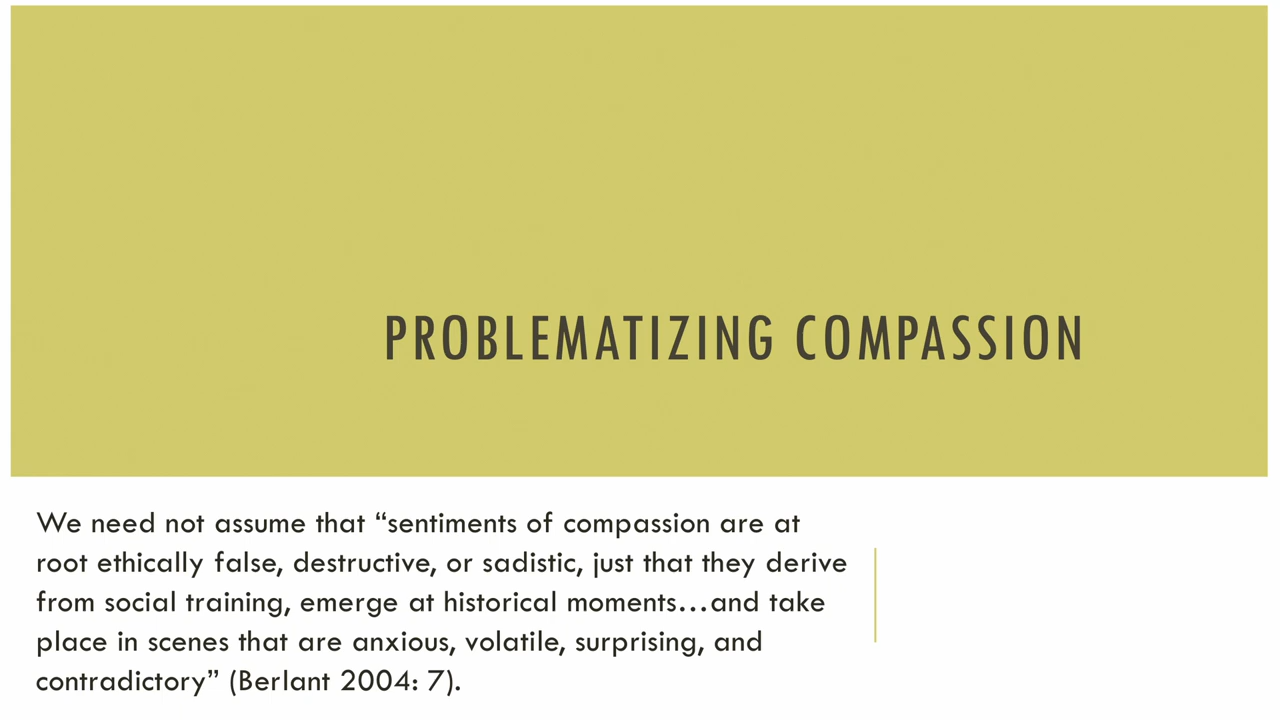 PROBLEMATIZING COMPASSION
We need not assume that “sentiments of compassion are at
root ethically false, destructive, or sadistic, just that they derive
from social training, emerge at historical moments…and take
place in scenes that are anxious, volatile, surprising, and
contradictory” (Berlant 2004: 7).